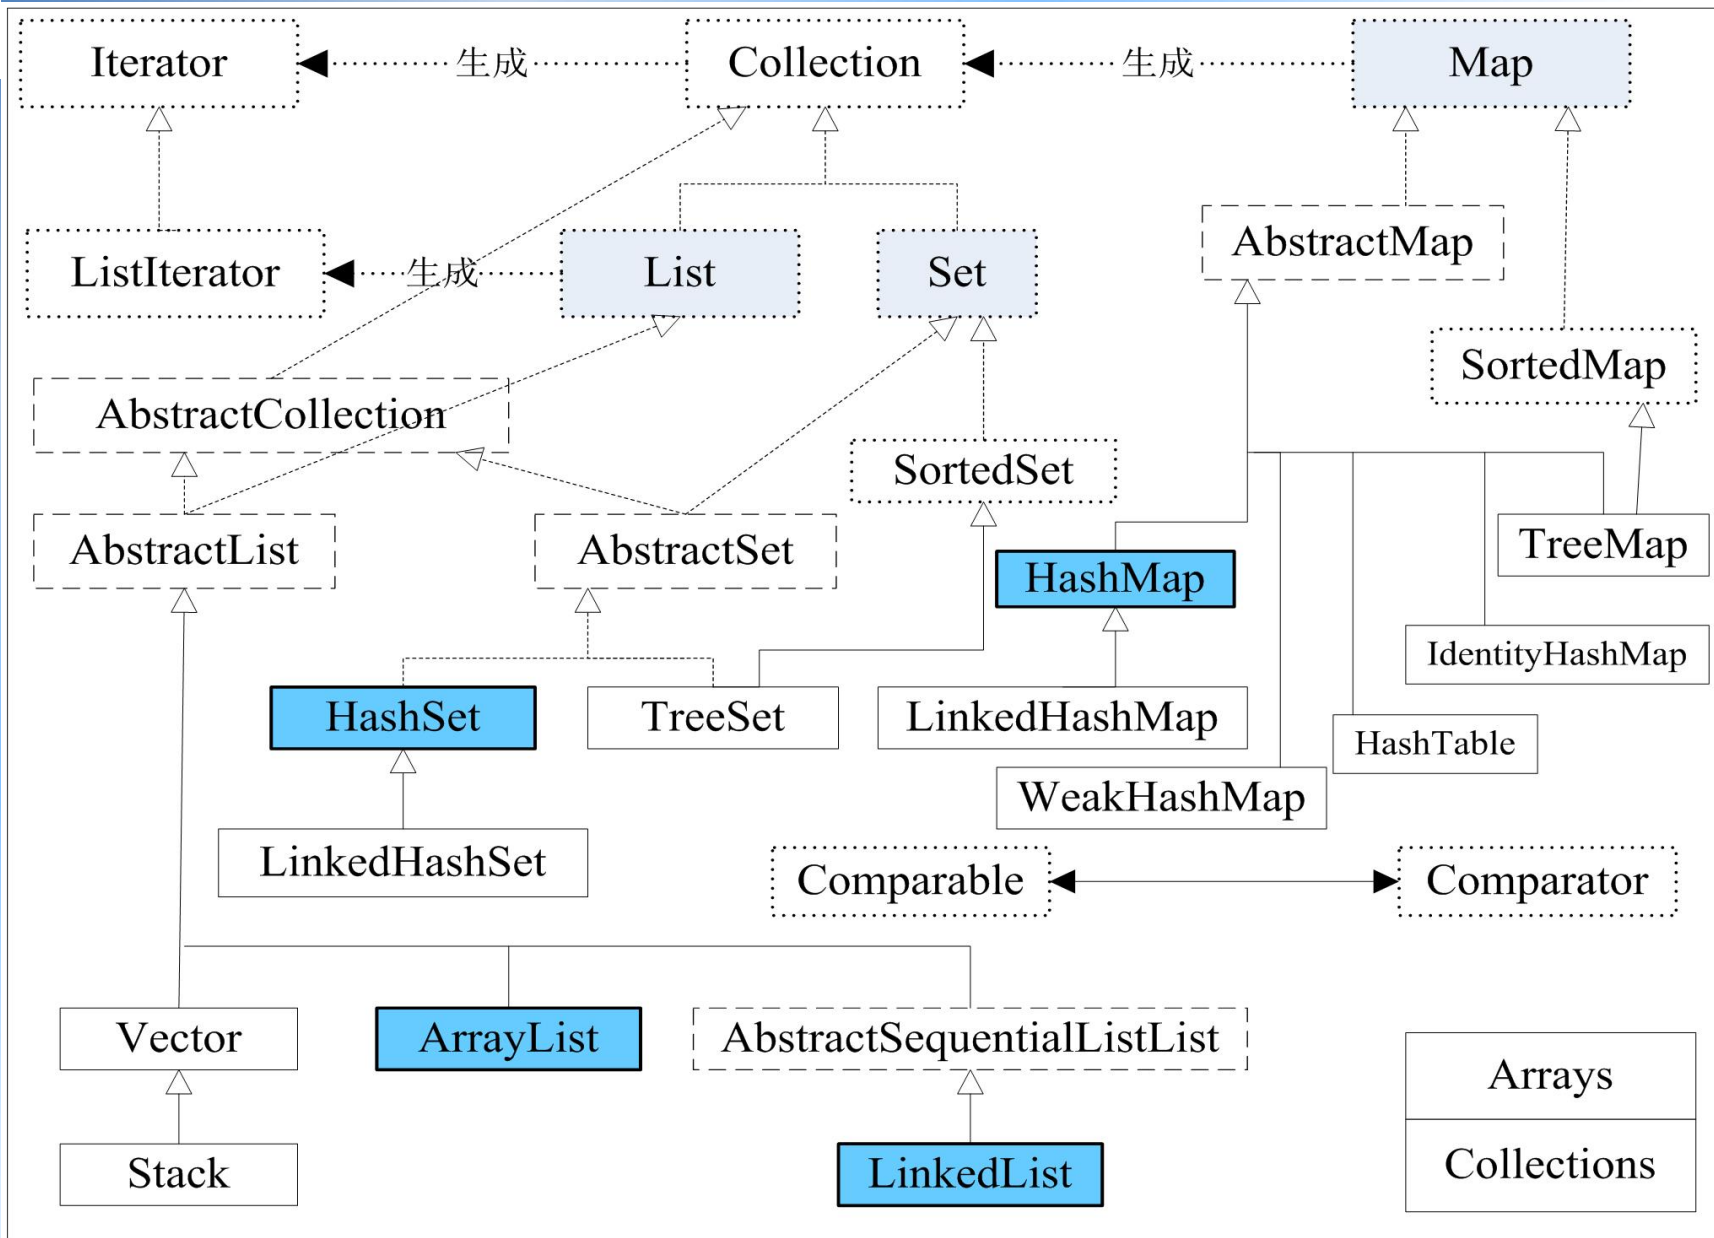 Iterator
生成
Collection
生成
Map
AbstractMap
ListIterator
生成
List
Set
SortedMap
AbstractCollection
SortedSet
AbstractList
AbstractSet
HashMap
TreeMap
IdentityHashMap
HashSet
TreeSet
LinkedHashMap
HashTable
WeakHashMap
LinkedHashSet
Comparable
Comparator
Vector
ArrayList
AbstractSequentialListList
Arrays
Stack
LinkedList
Collections